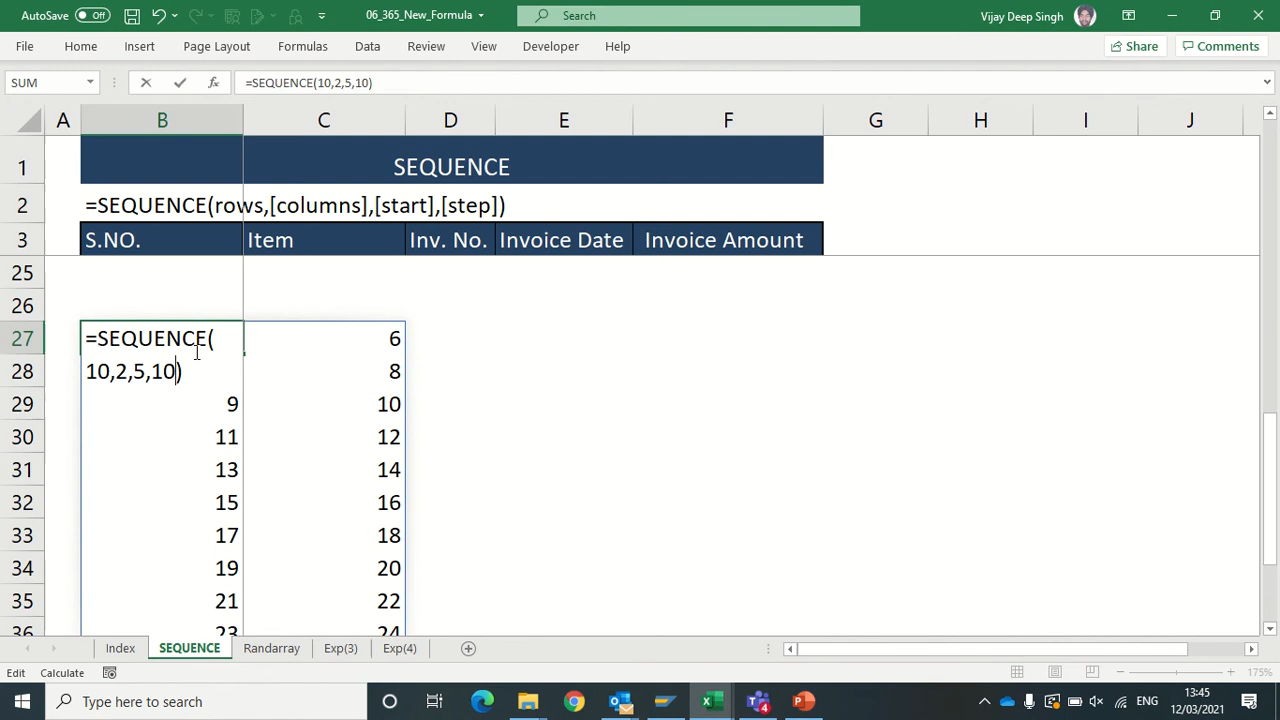 AutoSave Off 06_365_New_Formula Search Vijay Deep Singh
File Home Insert Page Layout Formulas Data Review View Developer Help Share Comments
SUM fx =SEQUENCE(10,2,5,10)
A B C D E F G H I J
1 SEQUENCE
2 =SEQUENCE(rows,[columns],[start],[step])
3 S.NO. Item Inv. No. Invoice Date Invoice Amount
25
26
27 =SEQUENCE( 6
28 10,2,5,10) 8
29 9 10
30 11 12
31 13 14
32 15 16
33 17 18
34 19 20
35 21 22
36 23 24
Index SEQUENCE Randarray Exp(3) Exp(4)
Edit Calculate 175%
Type here to search 4 ENG 13:45
12/03/2021